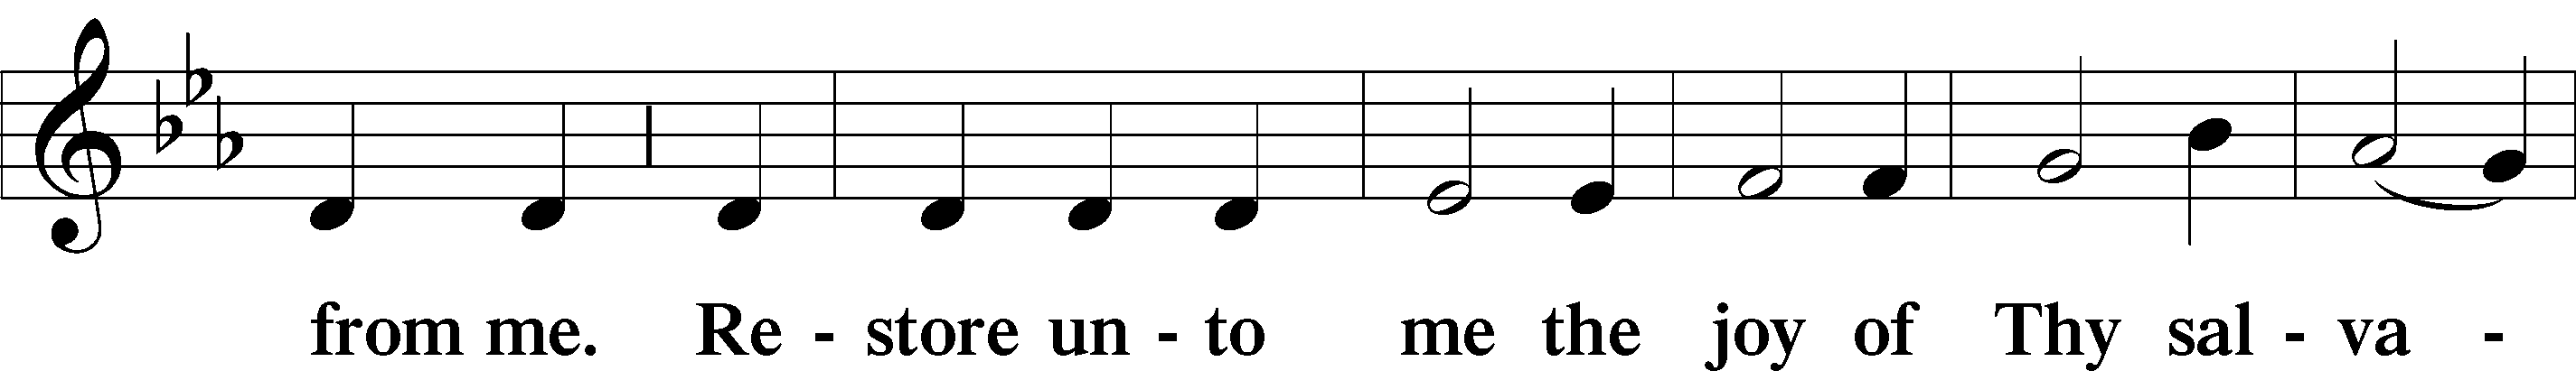 from me. Re - store un - to me the joy of Thy sal - va -